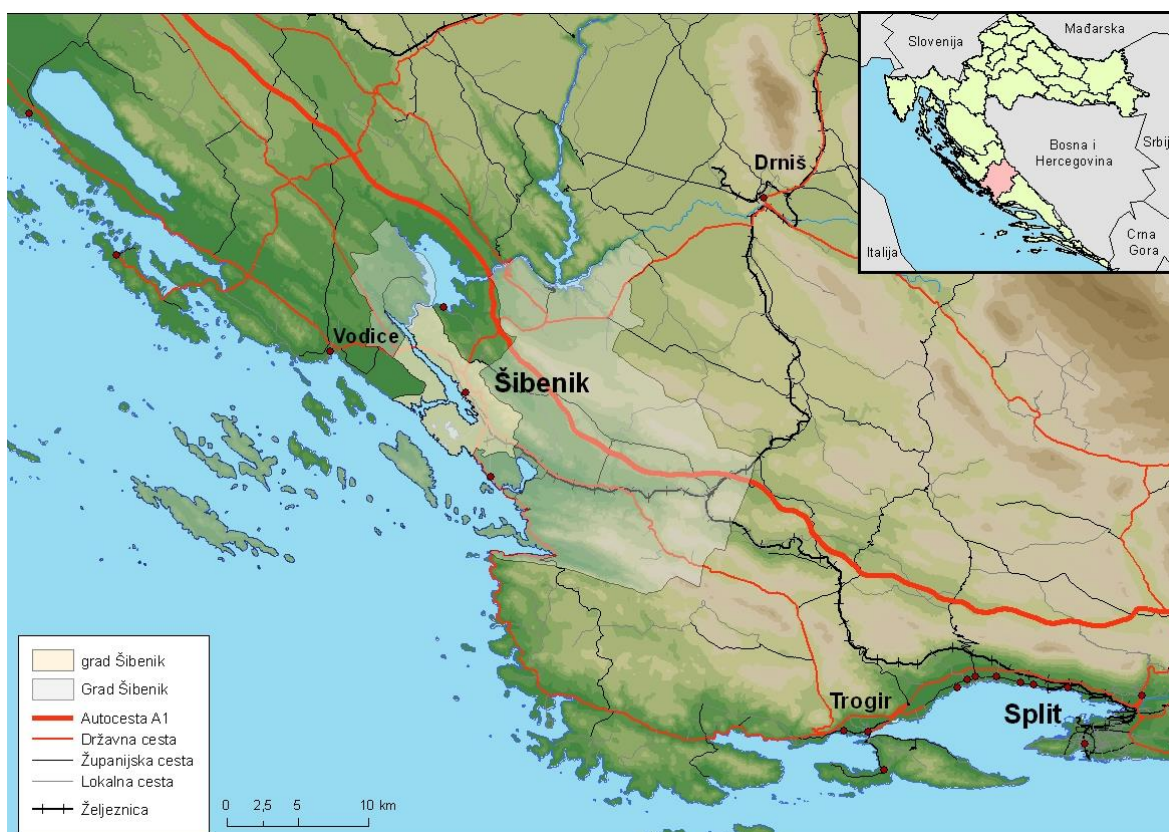 Slovenija
Mađarska
Bosna i
Hercegovina
Srbij
Crna
Gora
Italija
Drniš
Vodice
Šibenik
Trogir
Split
grad Šibenik
Grad Šibenik
Autocesta A1
Državna cesta
Županijska cesta
Lokalna cesta
Željeznica
0 2,5 5 10 km